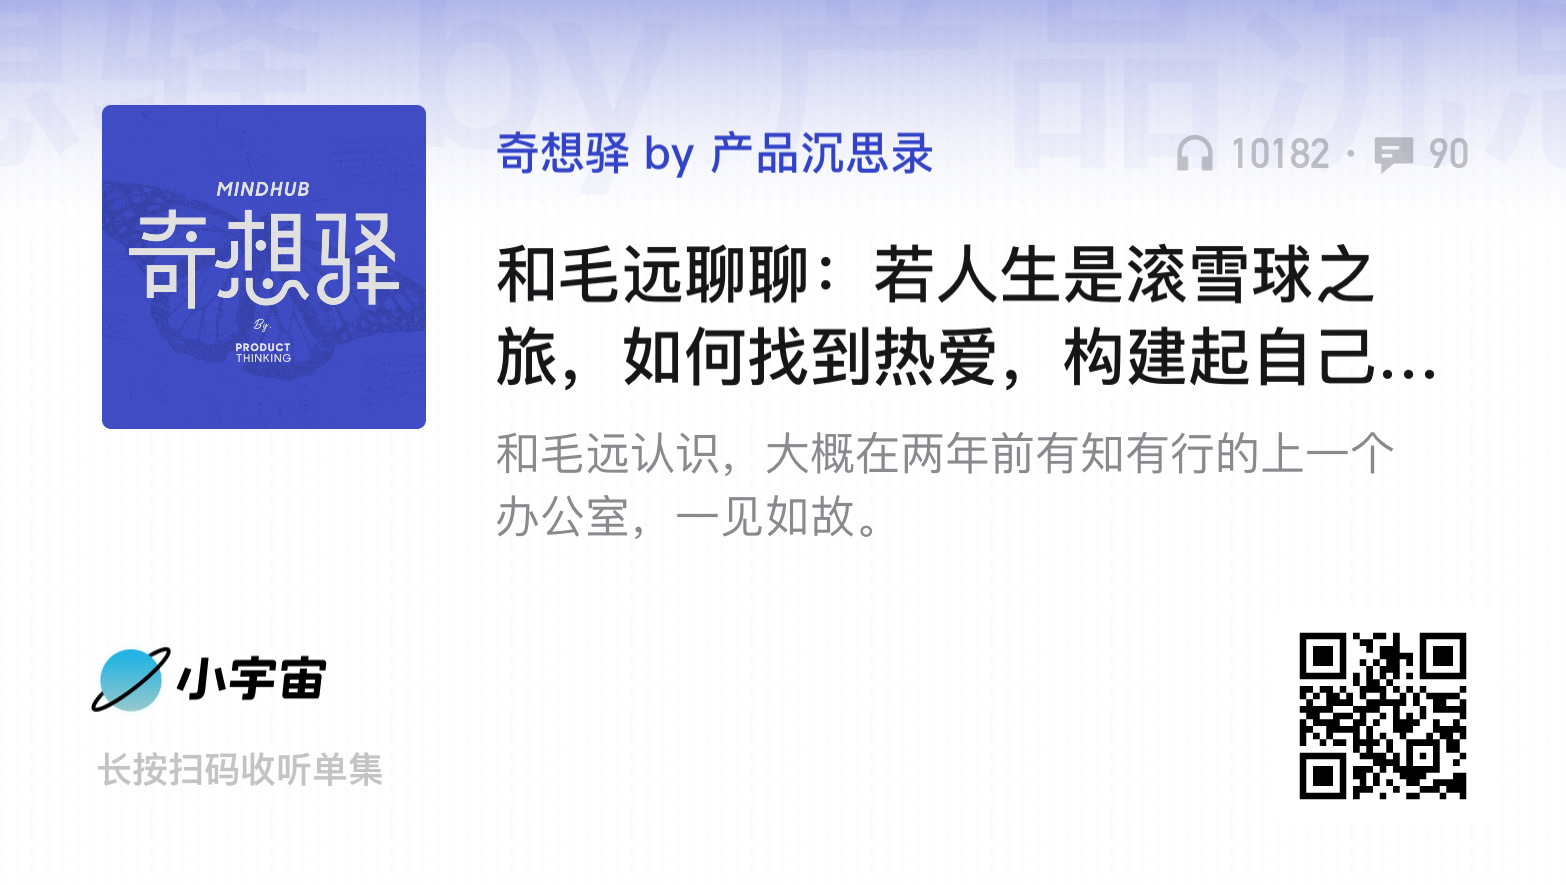 MINDHUB
奇想驿
By.
PRODUCT
THINKING
奇想驿 by 产品沉思录
10182 · 90
和毛远聊聊：若人生是滚雪球之
旅，如何找到热爱，构建起自己...
和毛远认识，大概在两年前有知有行的上一个
办公室，一见如故。
小宇宙
长按扫码收听单集